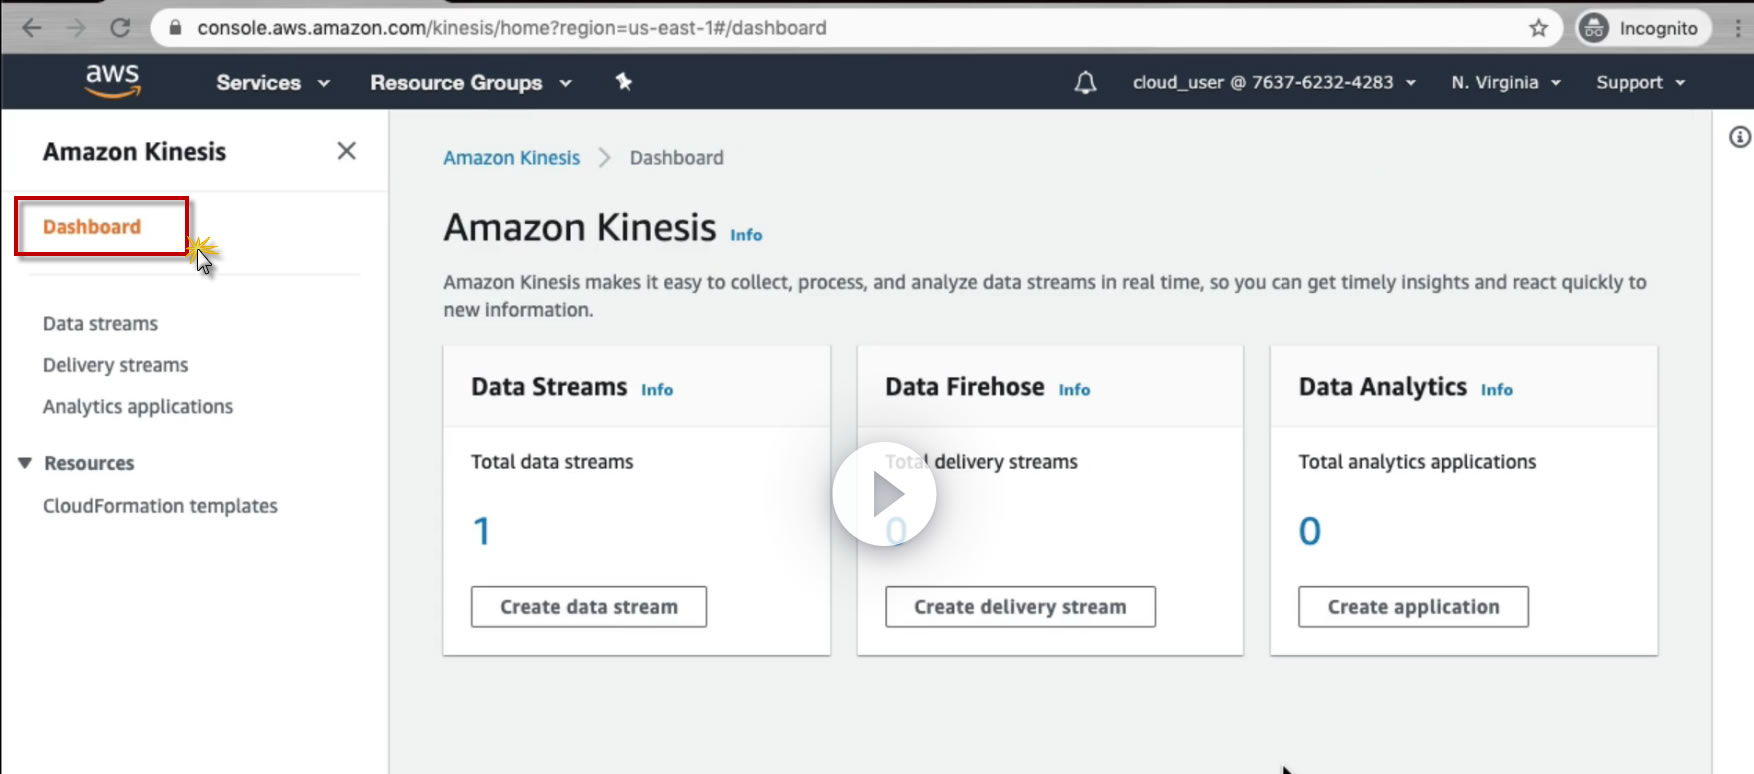 console.aws.amazon.com/kinesis/home?region=us-east-1#/dashboard
Incognito
aws
Services
Resource Groups
cloud_user @ 7637-6232-4283
N. Virginia
Support
Amazon Kinesis
Dashboard
Data streams
Delivery streams
Analytics applications
Resources
CloudFormation templates
Amazon Kinesis
Dashboard
Amazon Kinesis Info
Amazon Kinesis makes it easy to collect, process, and analyze data streams in real time, so you can get timely insights and react quickly to
new information.
Data Streams Info
Total data streams
1
Create data stream
Data Firehose Info
Total delivery streams
0
Create delivery stream
Data Analytics Info
Total analytics applications
0
Create application